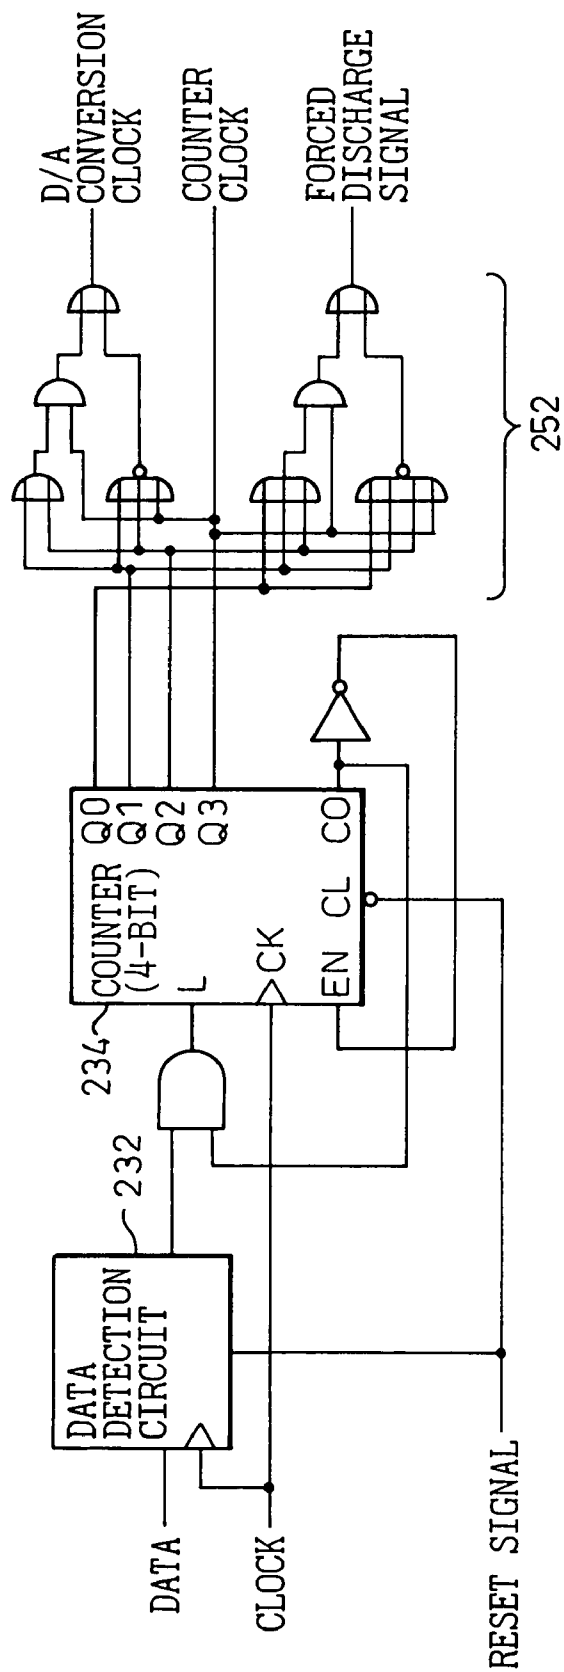 DATA
CLOCK
RESET SIGNAL
DATA
DETECTION
CIRCUIT
232
234
COUNTER
(4-BIT)
L
CK
EN
CL
CO
Q0
Q1
Q2
Q3
252
D/A
CONVERSION
CLOCK
COUNTER
CLOCK
FORCED
DISCHARGE
SIGNAL